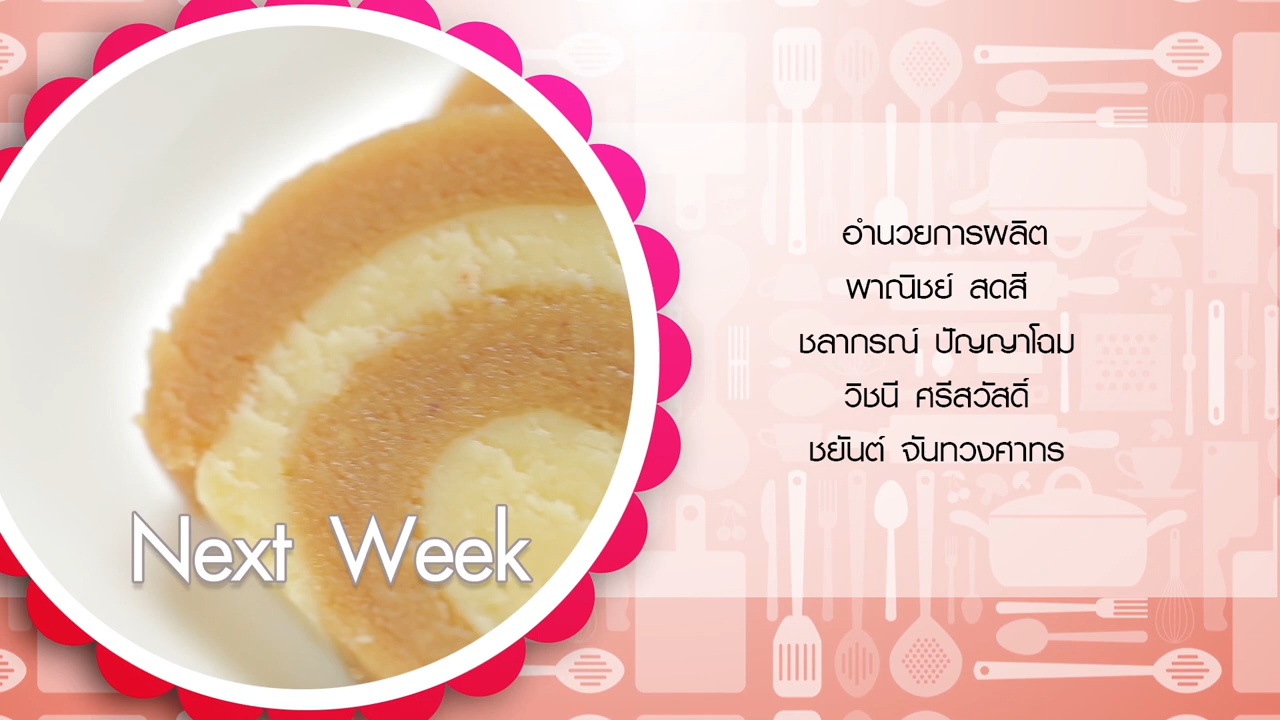 Next Week
อำนวยการผลิต
พาณิชย์ สดสี
ชลากรณ์ ปัญญาโฉม
วิชนี ศรีสวัสดิ์
ชยันต์ จันทวงศาทร